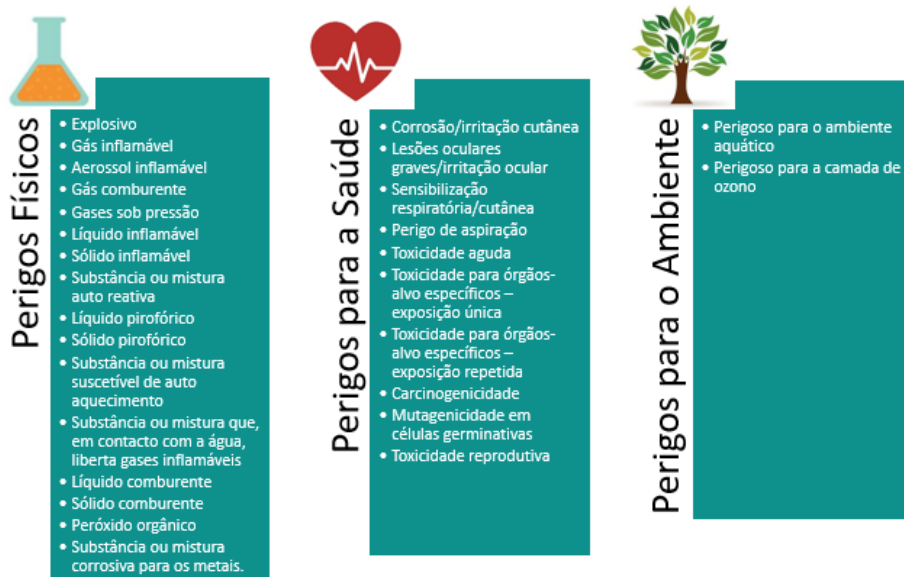 Perigos Físicos
• Explosivo
• Gás inflamável
• Aerossol inflamável
• Gás comburente
• Gases sob pressão
• Líquido inflamável
• Sólido inflamável
• Substância ou mistura
auto reativa
• Líquido pirofórico
• Sólido pirofórico
• Substância ou mistura
suscetível de auto
aquecimento
• Substância ou mistura que,
em contacto com a água,
liberta gases inflamáveis
• Líquido comburente
• Sólido comburente
• Peróxido orgânico
• Substância ou mistura
corrosiva para os metais.
Perigos para a Saúde
• Corrosão/irritação cutânea
• Lesões oculares
graves/irritação ocular
• Sensibilização
respiratória/cutânea
• Perigo de aspiração
• Toxicidade aguda
• Toxicidade para órgãos-
alvo específicos –
exposição única
• Toxicidade para órgãos-
alvo específicos –
exposição repetida
• Carcinogenicidade
• Mutagenicidade em
células germinativas
• Toxicidade reprodutiva
Perigos para o Ambiente
• Perigoso para o ambiente
aquático
• Perigoso para a camada de
ozono